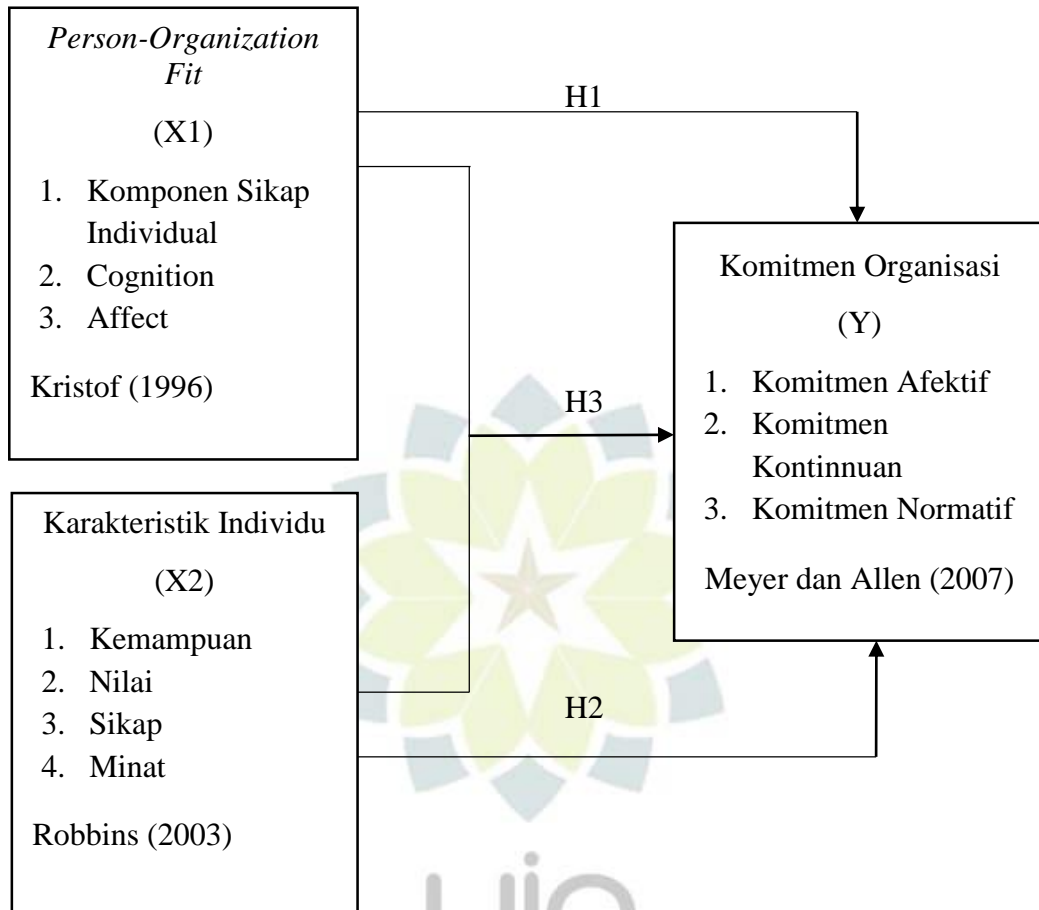 Person-Organization
Fit
(X1)
1. Komponen Sikap
Individual
2. Cognition
3. Affect
Kristof (1996)
H1
H3
Komitmen Organisasi
(Y)
1. Komitmen Afektif
2. Komitmen
Kontinnuan
3. Komitmen Normatif
Meyer dan Allen (2007)
Karakteristik Individu
(X2)
1. Kemampuan
2. Nilai
3. Sikap
4. Minat
Robbins (2003)
H2
uin